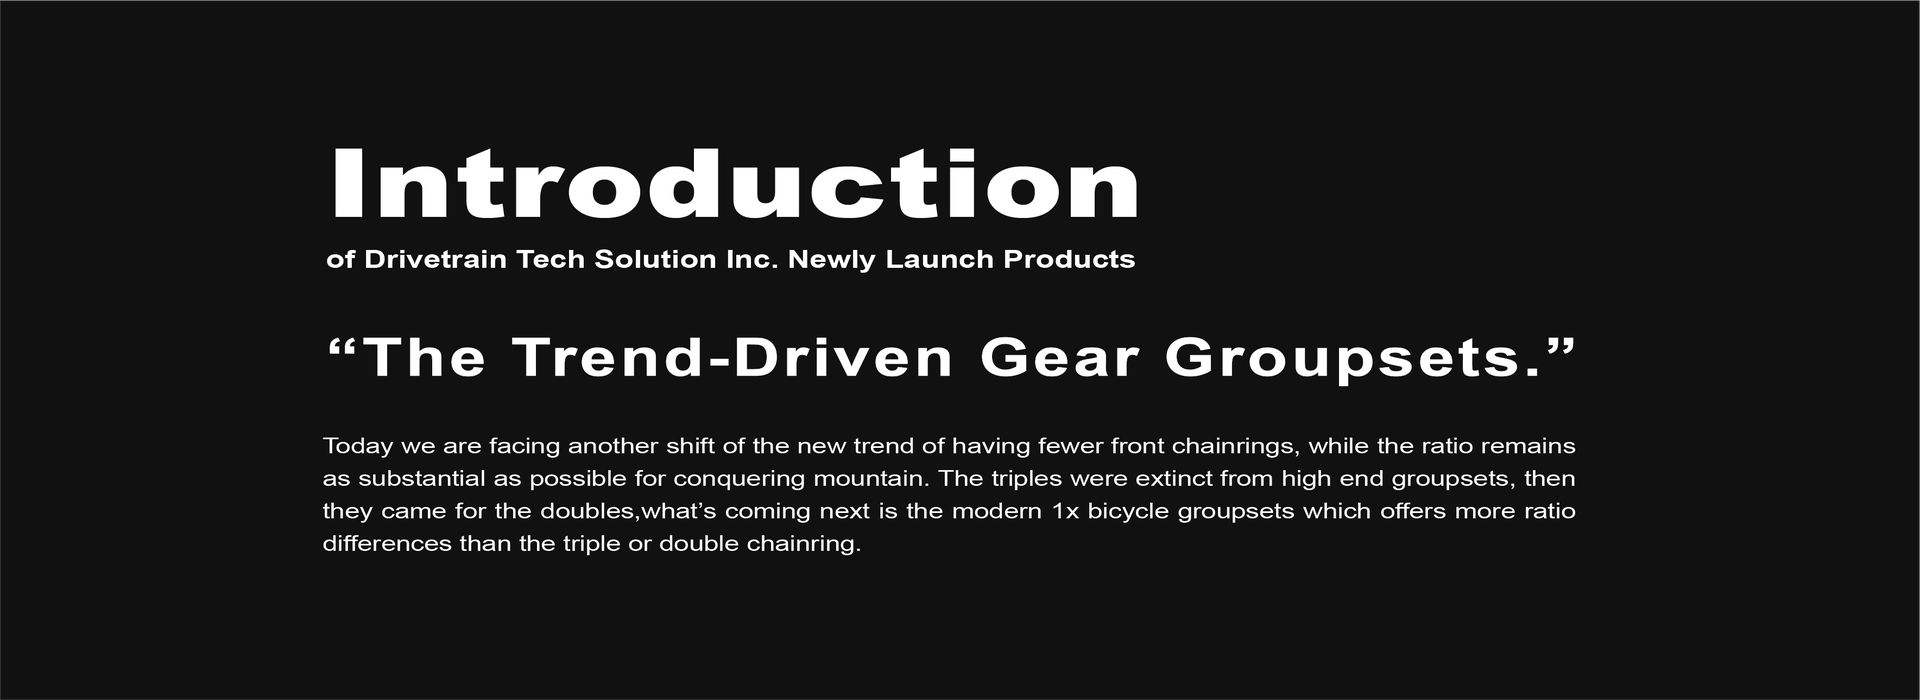 Introduction
of Drivetrain Tech Solution Inc. Newly Launch Products
“The Trend-Driven Gear Groupsets.”
Today we are facing another shift of the new trend of having fewer front chainrings, while the ratio remains
as substantial as possible for conquering mountain. The triples were extinct from high end groupsets, then
they came for the doubles,what’s coming next is the modern 1x bicycle groupsets which offers more ratio
differences than the triple or double chainring.